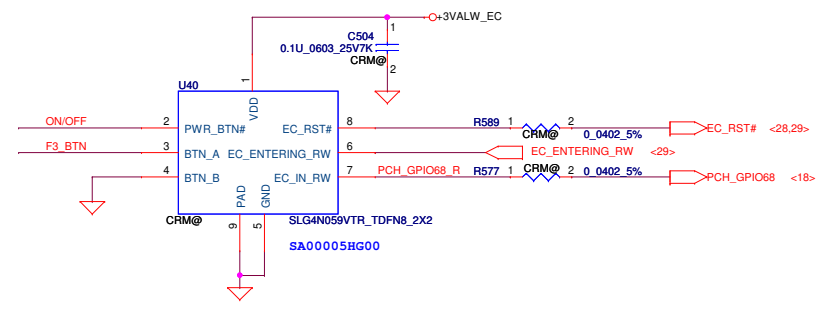 +3VALW_EC
1
C504
0.1U_0603_25V7K
CRM@
2
U40
1
VDD
ON/OFF 2 PWR_BTN# EC_RST# 8 R589 1 2 0_0402_5% EC_RST# <28,29>
CRM@
F3_BTN 3 BTN_A EC_ENTERING_RW 6 EC_ENTERING_RW <29>
4 BTN_B EC_IN_RW 7 PCH_GPIO68_R R577 1 CRM@ 2 0_0402_5% PCH_GPIO68 <18>
PAD
GND
CRM@
9
5
SLG4N059VTR_TDFN8_2X2
SA00005HG00